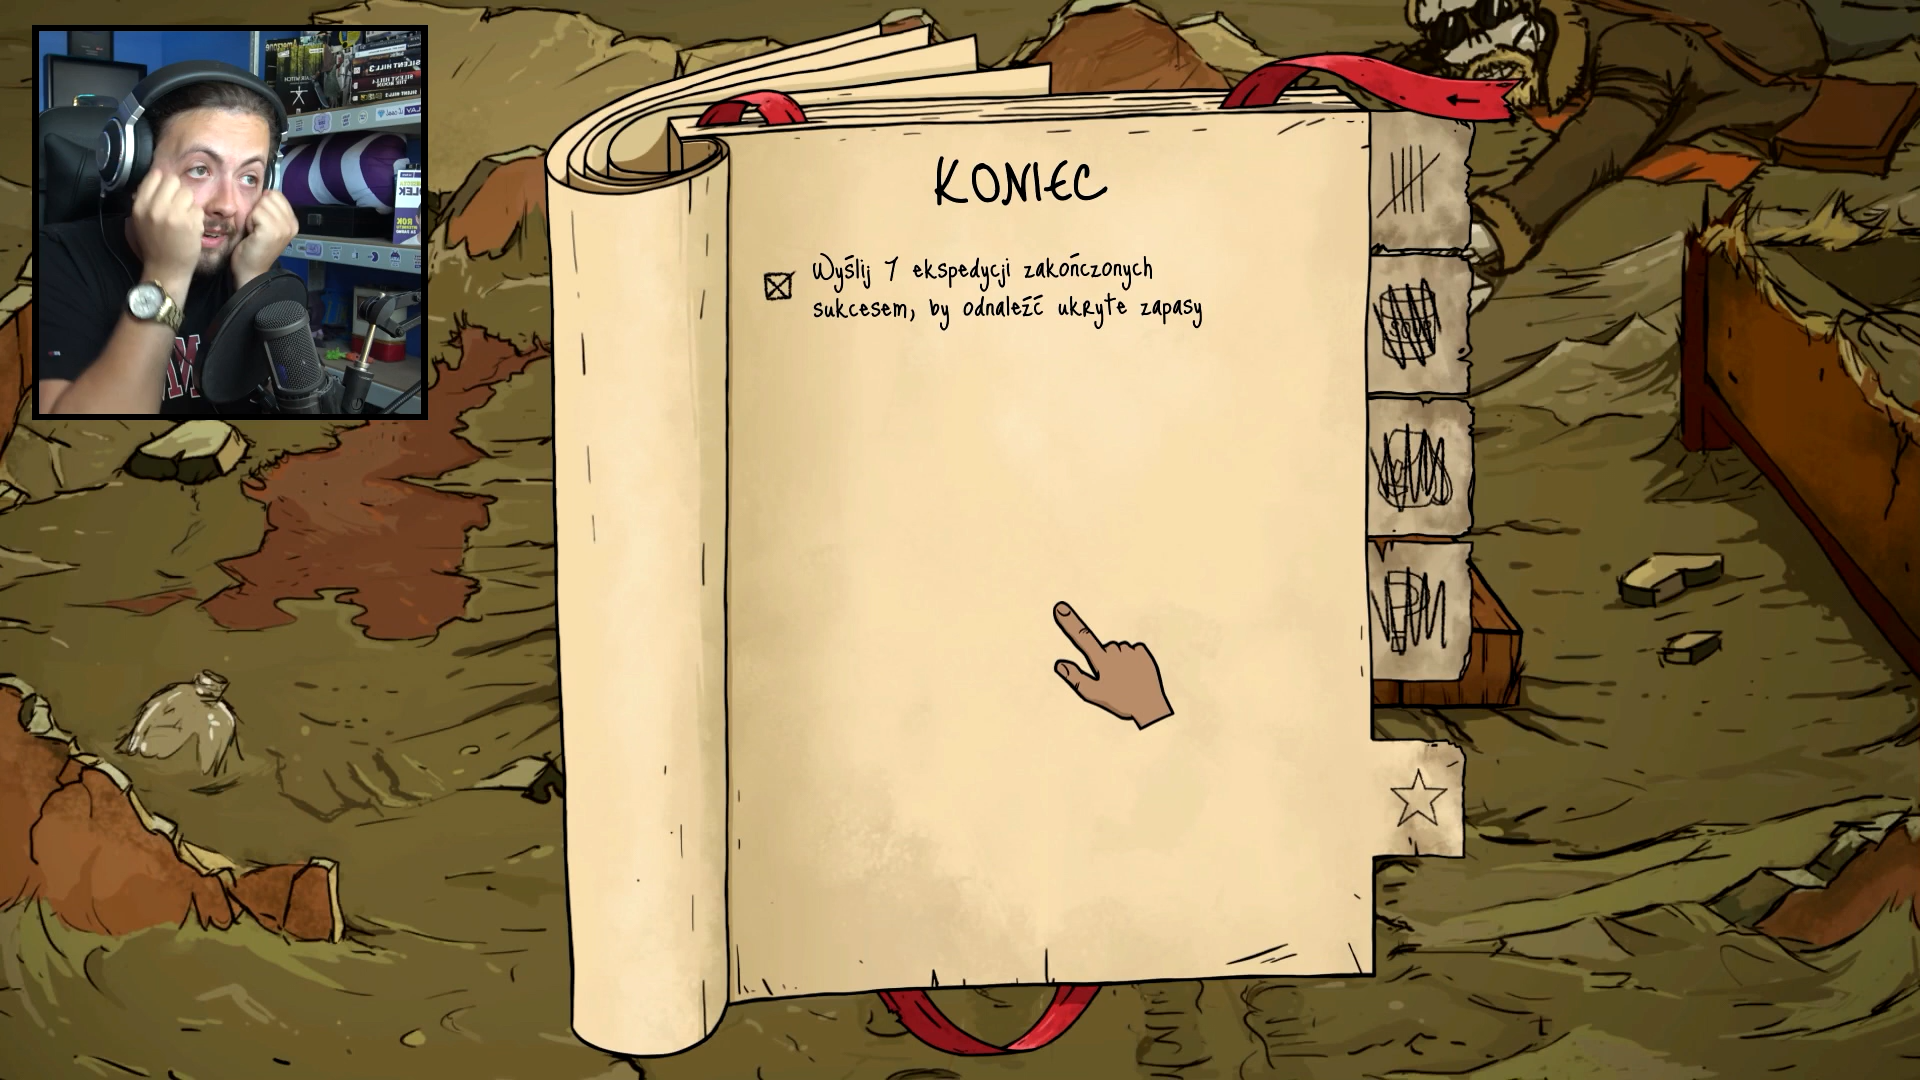 KONIEC
Wyślij 7 ekspedycji zakończonych
sukcesem, by odnaleźć ukryte zapasy